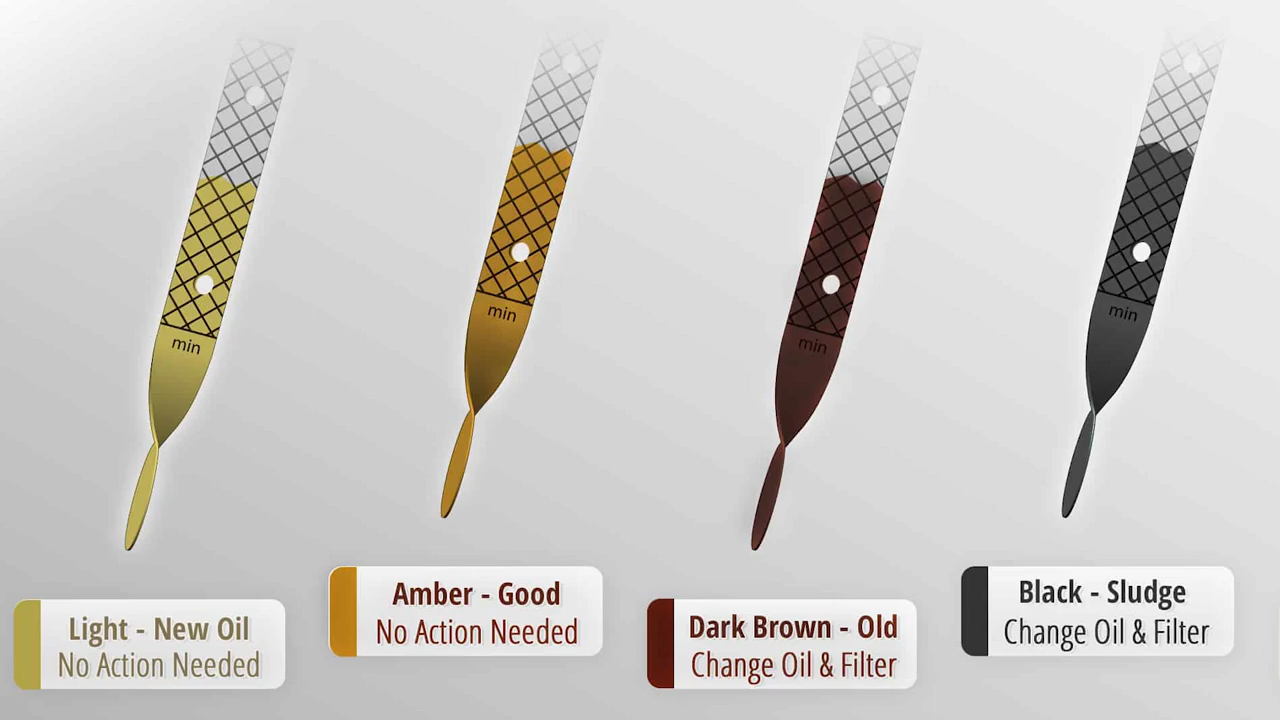 min
min
min
min
Light - New Oil
No Action Needed
Amber - Good
No Action Needed
Dark Brown - Old
Change Oil & Filter
Black - Sludge
Change Oil & Filter